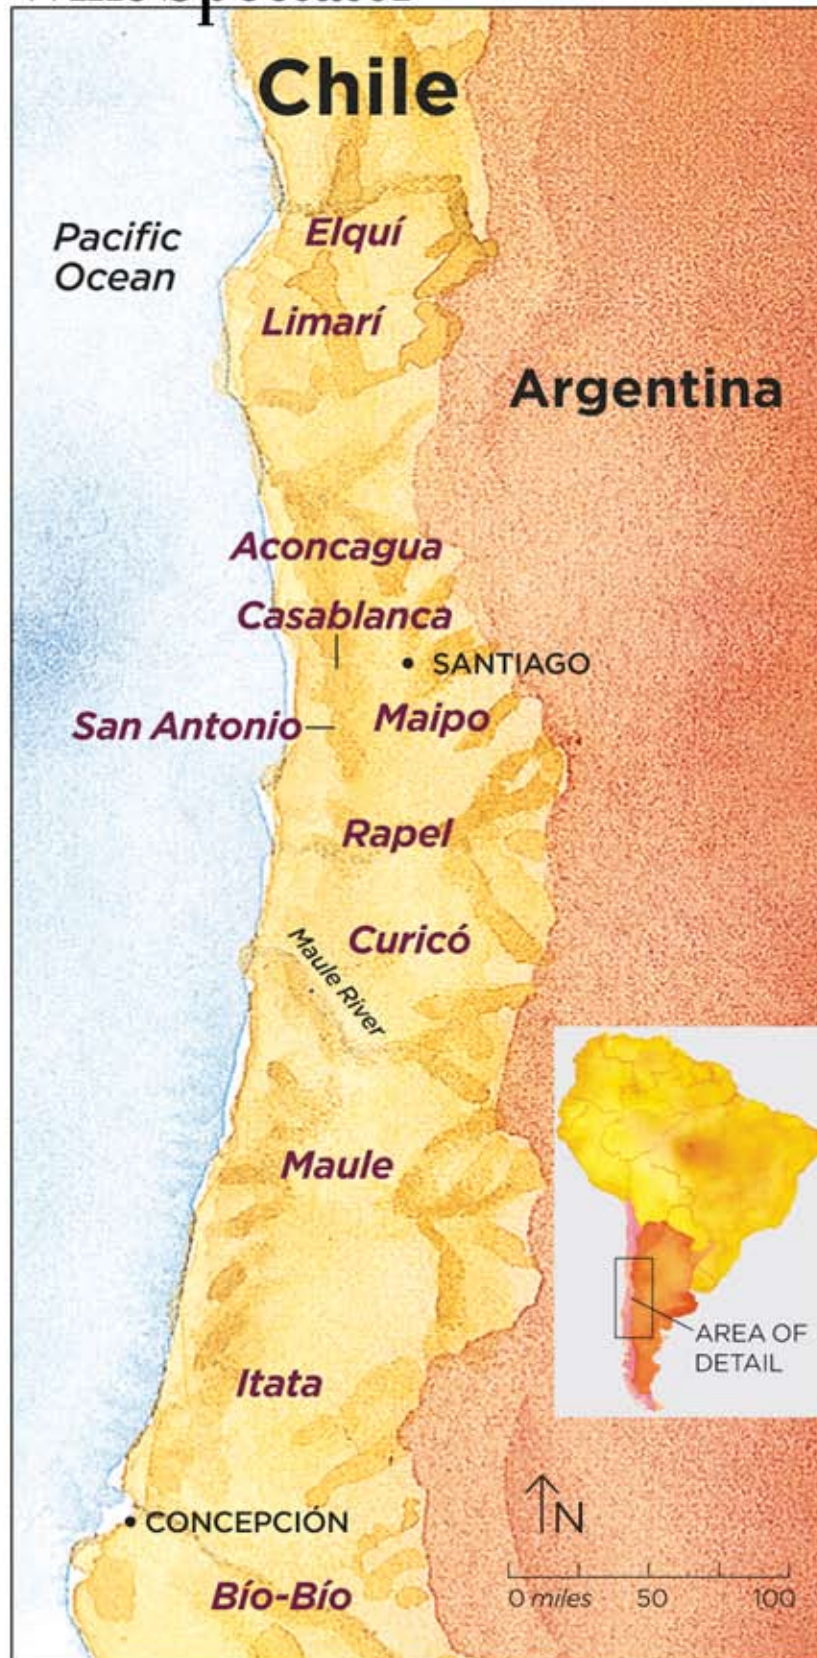 Chile
Elquí
Pacific
Ocean
Limarí
Argentina
Aconcagua
Casablanca
SANTIAGO
San Antonio
Maipo
Rapel
Curicó
Maule River
Maule
AREA OF
DETAIL
Itata
N
CONCEPCIÓN
Bío-Bío
0 miles 50 100